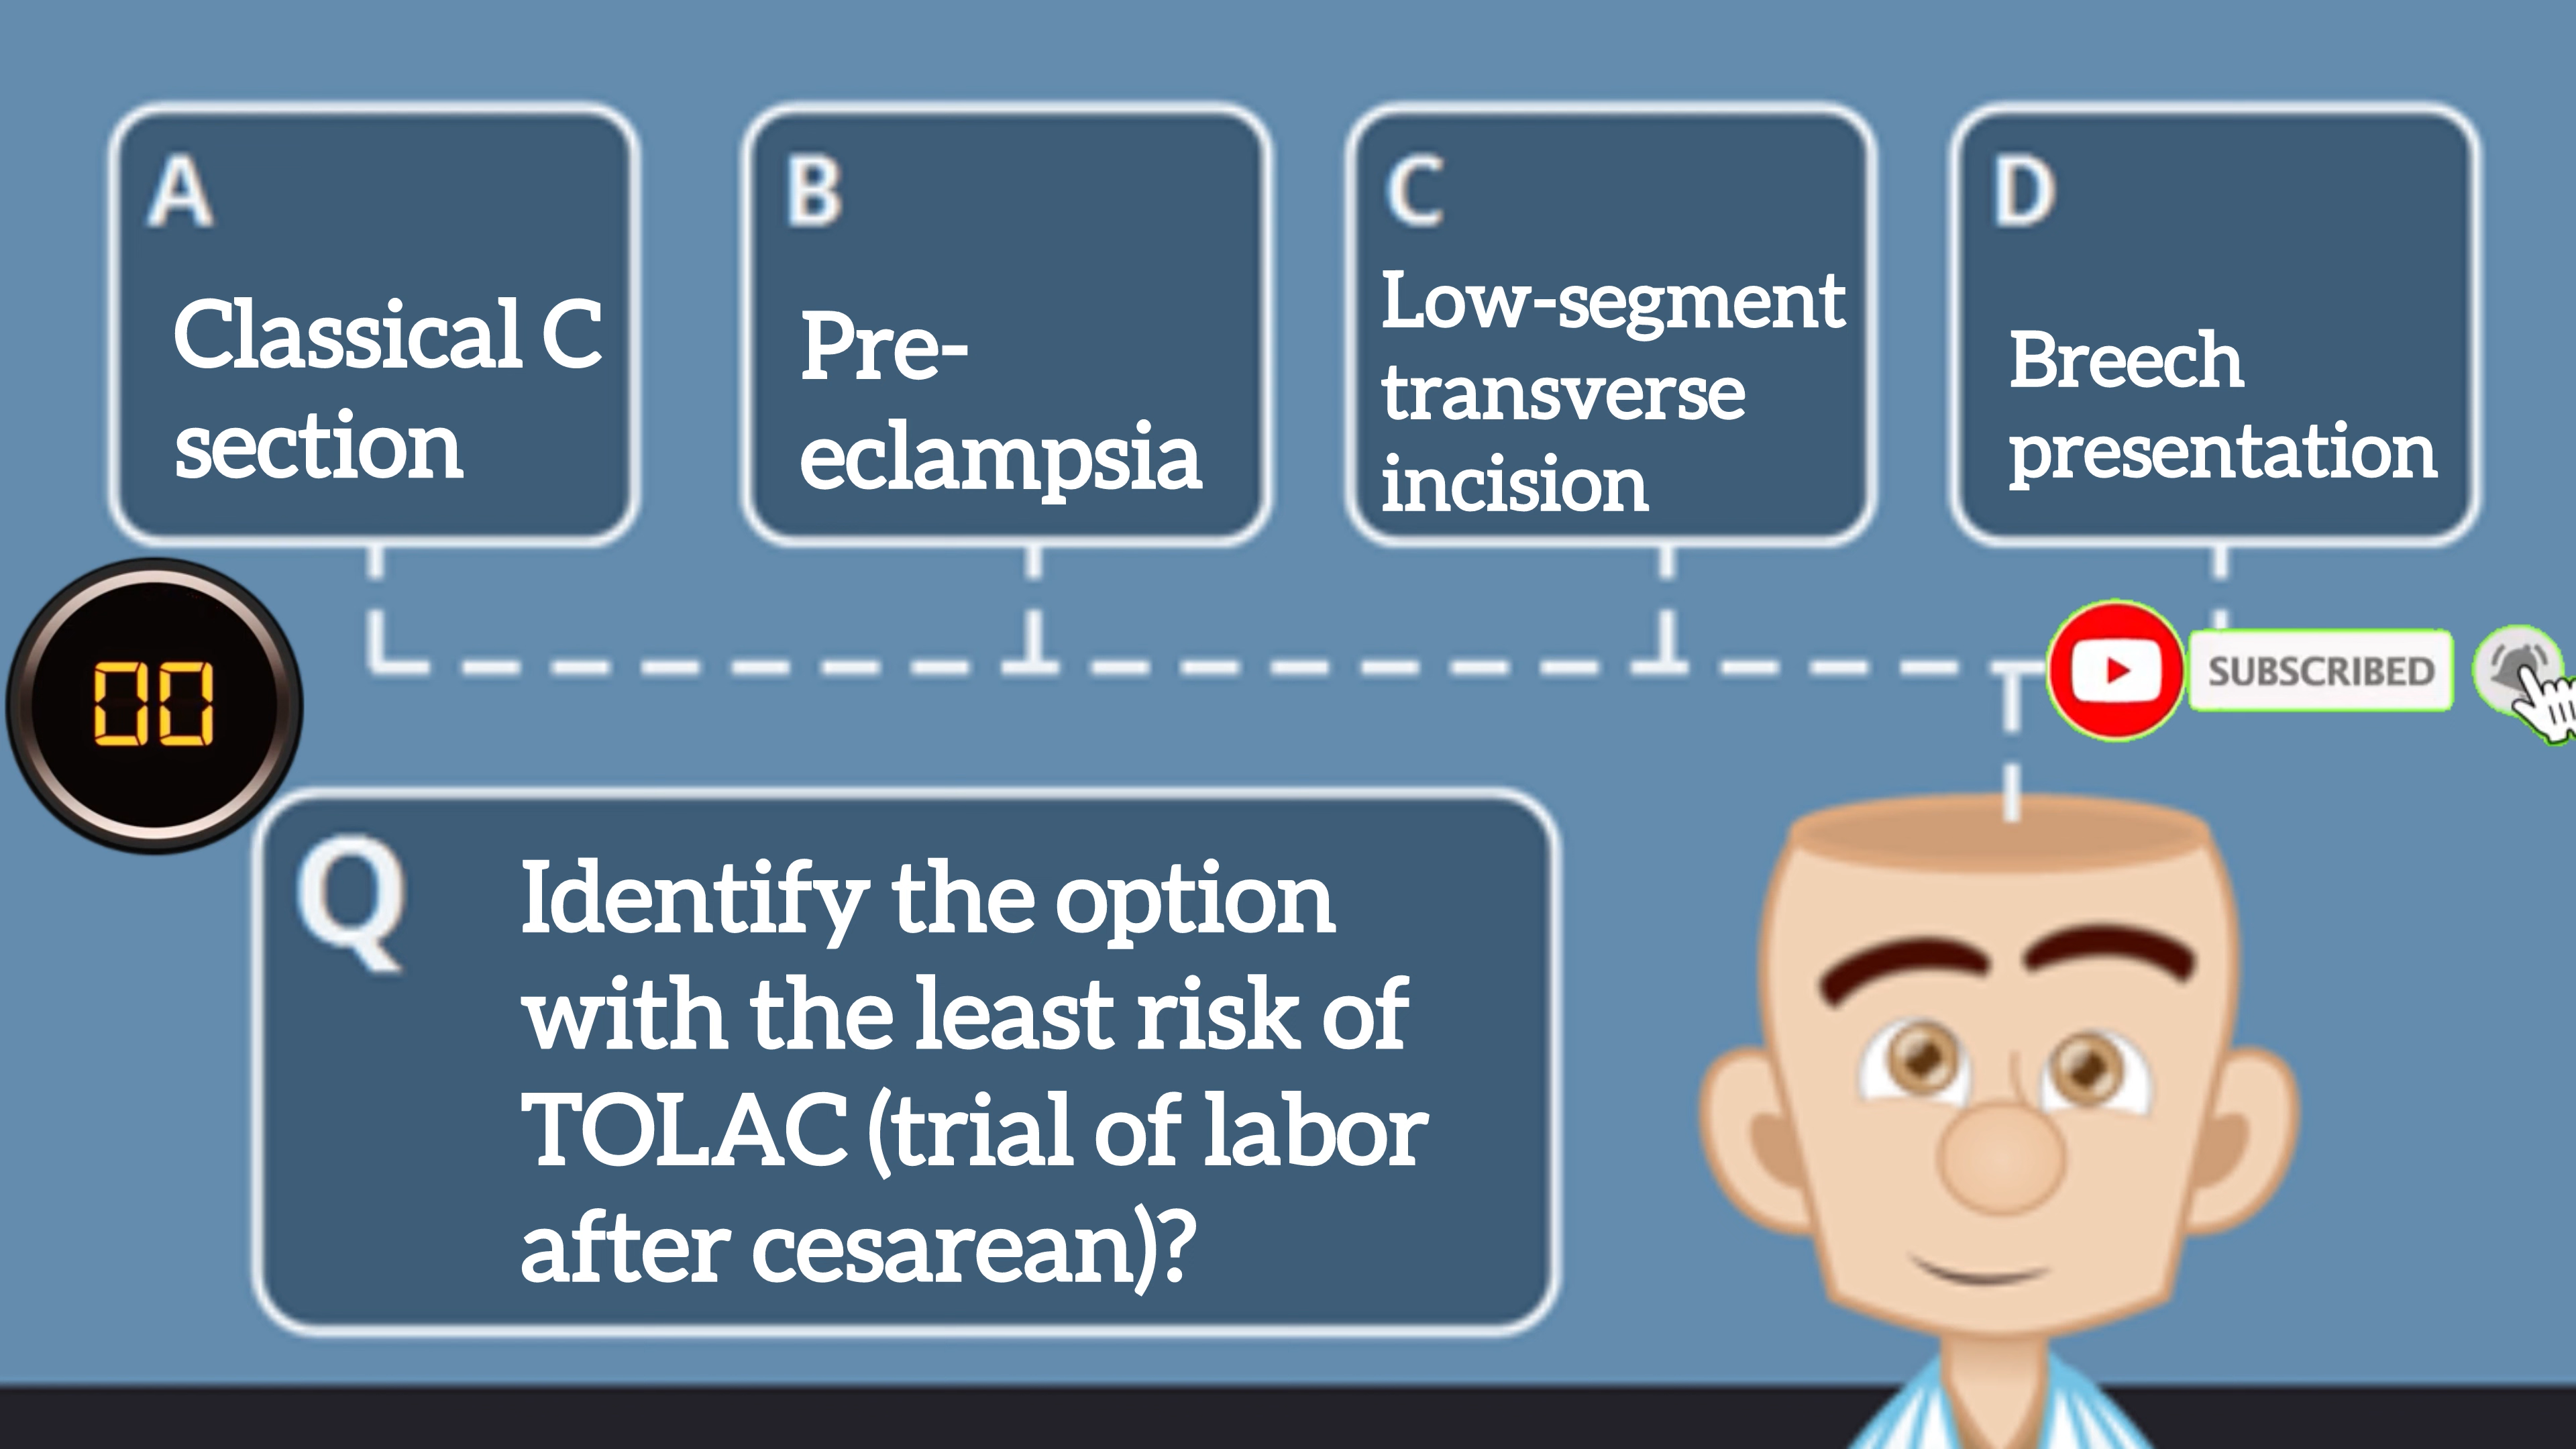 A
Classical C
section
B
Pre-
eclampsia
C
Low-segment
transverse
incision
D
Breech
presentation
00
SUBSCRIBED
Q
Identify the option
with the least risk of
TOLAC (trial of labor
after cesarean)?